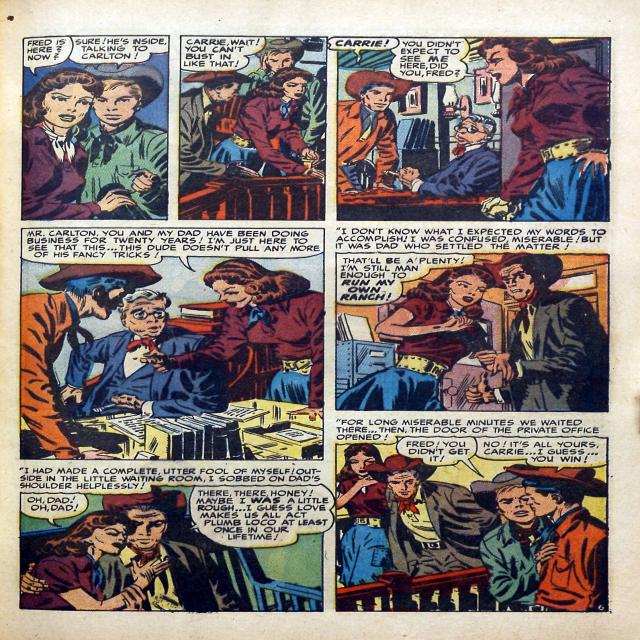 FRED IS
HERE
NOW?
SURE! HE'S INSIDE,
TALKING TO
CARLTON!
CARRIE, WAIT!
YOU CAN'T
BUST IN
LIKE THAT!
CARRIE!
YOU DIDN'T
EXPECT TO
SEE ME
HERE, DID
YOU, FRED?
MR. CARLTON, YOU AND MY DAD HAVE BEEN DOING
BUSINESS FOR TWENTY YEARS! I'M JUST HERE TO
SEE THAT THIS... THIS DUDE DOESN'T PULL ANY MORE
OF HIS FANCY TRICKS!
"I DON'T KNOW WHAT I EXPECTED MY WORDS TO
ACCOMPLISH! I WAS CONFUSED, MISERABLE! BUT
IT WAS DAD WHO SETTLED THE MATTER!
THAT'LL BE A'PLENTY!
I'M STILL MAN
ENOUGH TO
RUN MY
OWN
RANCH!
"I HAD MADE A COMPLETE, UTTER FOOL OF MYSELF! OUT-
SIDE IN THE LITTLE WAITING ROOM, I SOBBED ON DAD'S
SHOULDER HELPLESSLY!
OH, DAD!
OH, DAD!
THERE, THERE, HONEY!
MAYBE I WAS A LITTLE
ROUGH... I GUESS LOVE
MAKES US ALL ACT
PLUMB LOCO AT LEAST
ONCE IN OUR
LIFETIME!
"FOR LONG MISERABLE MINUTES WE WAITED
THERE... THEN, THE DOOR OF THE PRIVATE OFFICE
OPENED!
FRED! YOU
DIDN'T GET
IT!
NO! IT'S ALL YOURS,
CARRIE... I GUESS...
YOU WIN!
6